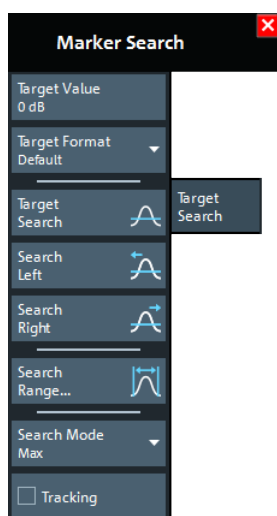 Marker Search
Target Value
0 dB
Target Format
Default
Target
Search
Target
Search
Search
Left
Search
Right
Search
Range...
Search Mode
Max
Tracking